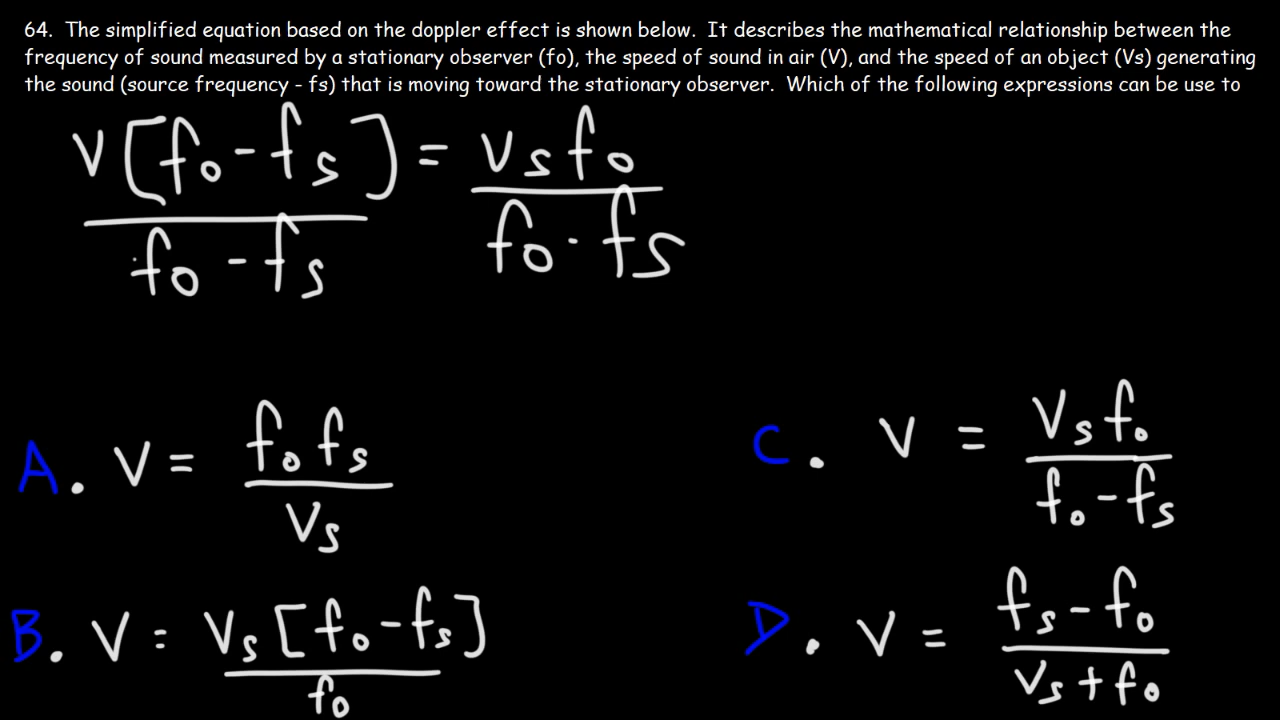 64. The simplified equation based on the doppler effect is shown below. It describes the mathematical relationship between the
frequency of sound measured by a stationary observer (fo), the speed of sound in air (V), and the speed of an object (Vs) generating
the sound (source frequency - fs) that is moving toward the stationary observer. Which of the following expressions can be use to
v[fo-fs] = vsfo
fo-fs fo-fs
A. v = fofs
Vs
C. v = Vsfo
fo-fs
B. V = Vs[fo-fs]
fo
D. v = fs-fo
Vs+fo